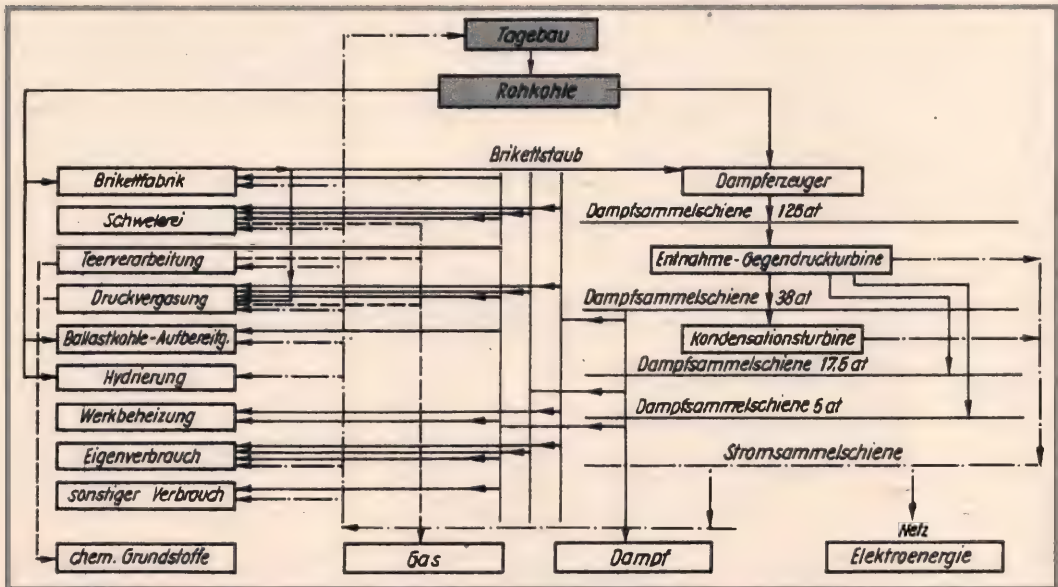 Tagebau
Rohkohle
Brikettstaub
Brikettfabrik
Dampferzeuger
Schwelerei
Dampfsammelschiene 125 at
Teerverarbeitung
Entnahme-Gegendruckturbine
Druckvergasung
Dampfsammelschiene 38 at
Ballastkohle-Aufbereitg.
Kondensationsturbine
Dampfsammelschiene 17,5 at
Hydrierung
Dampfsammelschiene 5 at
Werkbeheizung
Eigenverbrauch
Stromsammelschiene
sonstiger Verbrauch
Netz
chem. Grundstoffe
Gas
Dampf
Elektroenergie